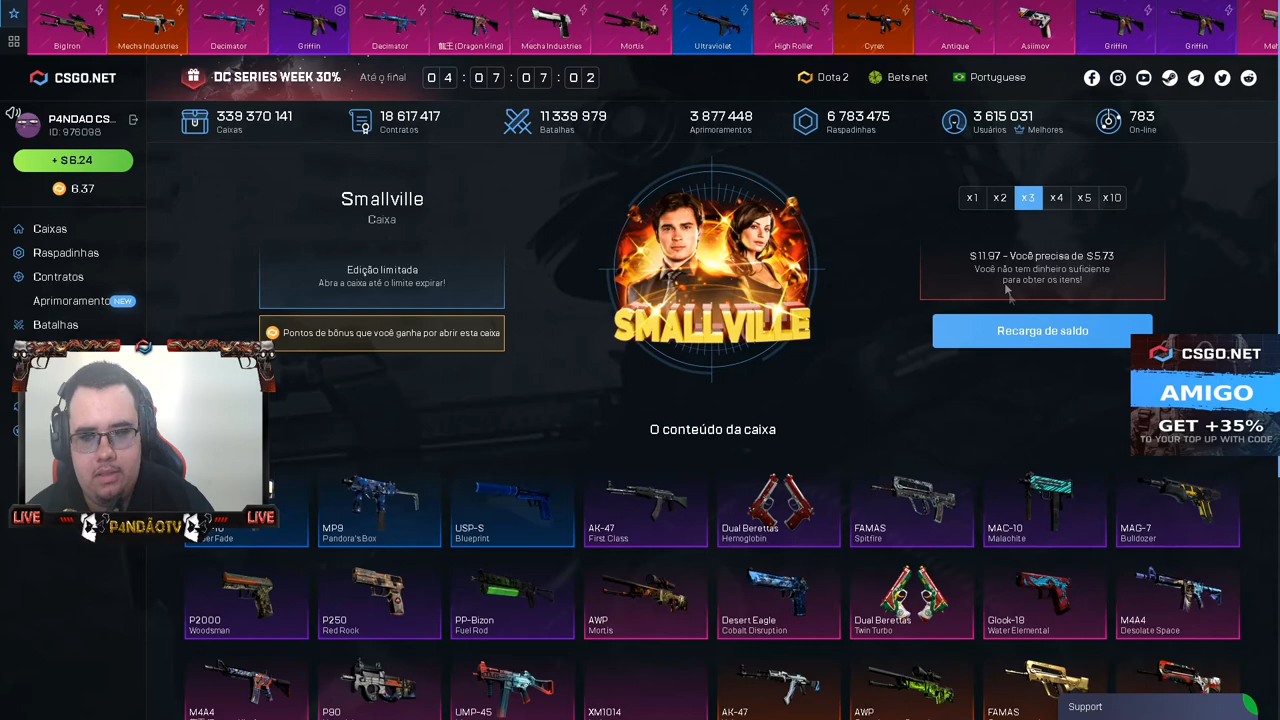 Big Iron
Mecha Industries
Decimator
Griffin
Decimator
龍王 (Dragon King)
Mecha Industries
Mortis
Ultraviolet
High Roller
Cyrex
Antique
Asiimov
Griffin
Griffin
CSGO.NET
DC SERIES WEEK 30%
Até o final
04:07:07:02
Dota 2
Bets.net
Portuguese
P4NDAO CS...
ID: 976098
339 370 141
Caixas
18 617 417
Contratos
11 339 979
Batalhas
3 877 448
Aprimoramentos
6 783 475
Raspadinhas
3 615 031
Usuários
Melhores
783
On-line
+ $ 6.24
6.37
Caixas
Raspadinhas
Contratos
Aprimoramento
NEW
Batalhas
Smallville
Caixa
Edição limitada
Abra a caixa até o limite expirar!
Pontos de bônus que você ganha por abrir esta caixa
SMALLVILLE
x1 x2 x3 x4 x5 x10
$ 11.97 - Você precisa de $ 5.73
Você não tem dinheiro suficiente
para obter os itens!
Recarga de saldo
CSGO.NET
AMIGO
GET +35%
TO YOUR TOP UP WITH CODE
LIVE
P4NDÃOTV
LIVE
O conteúdo da caixa
MP9
Pandora's Box
USP-S
Blueprint
AK-47
First Class
Dual Berettas
Hemoglobin
FAMAS
Spitfire
MAC-10
Malachite
MAG-7
Bulldozer
P2000
Woodsman
P250
Red Rock
PP-Bizon
Fuel Rod
AWP
Mortis
Desert Eagle
Cobalt Disruption
Dual Berettas
Twin Turbo
Glock-18
Water Elemental
M4A4
Desolate Space
M4A4
P90
UMP-45
XM1014
AK-47
AWP
FAMAS
Support